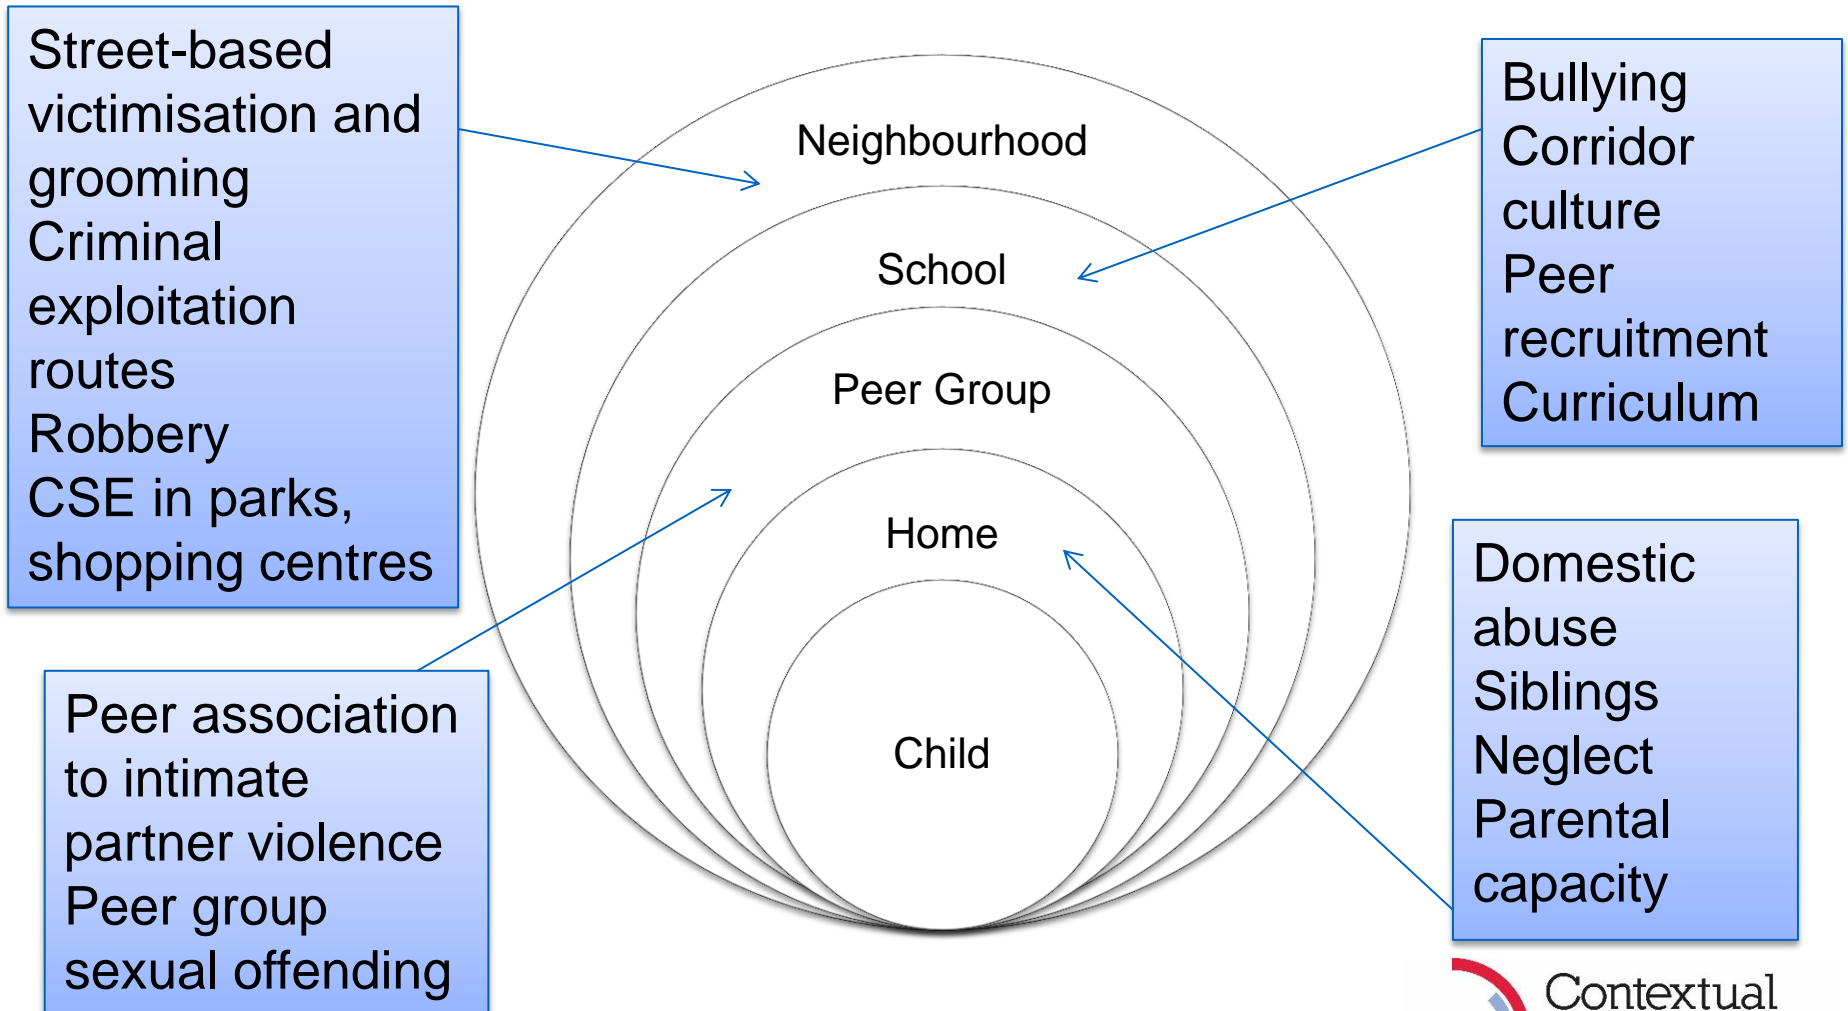 Street-based
victimisation and
grooming
Criminal
exploitation
routes
Robbery
CSE in parks,
shopping centres
Neighbourhood
School
Peer Group
Home
Child
Bullying
Corridor
culture
Peer
recruitment
Curriculum
Peer association
to intimate
partner violence
Peer group
sexual offending
Domestic
abuse
Siblings
Neglect
Parental
capacity
Contextual